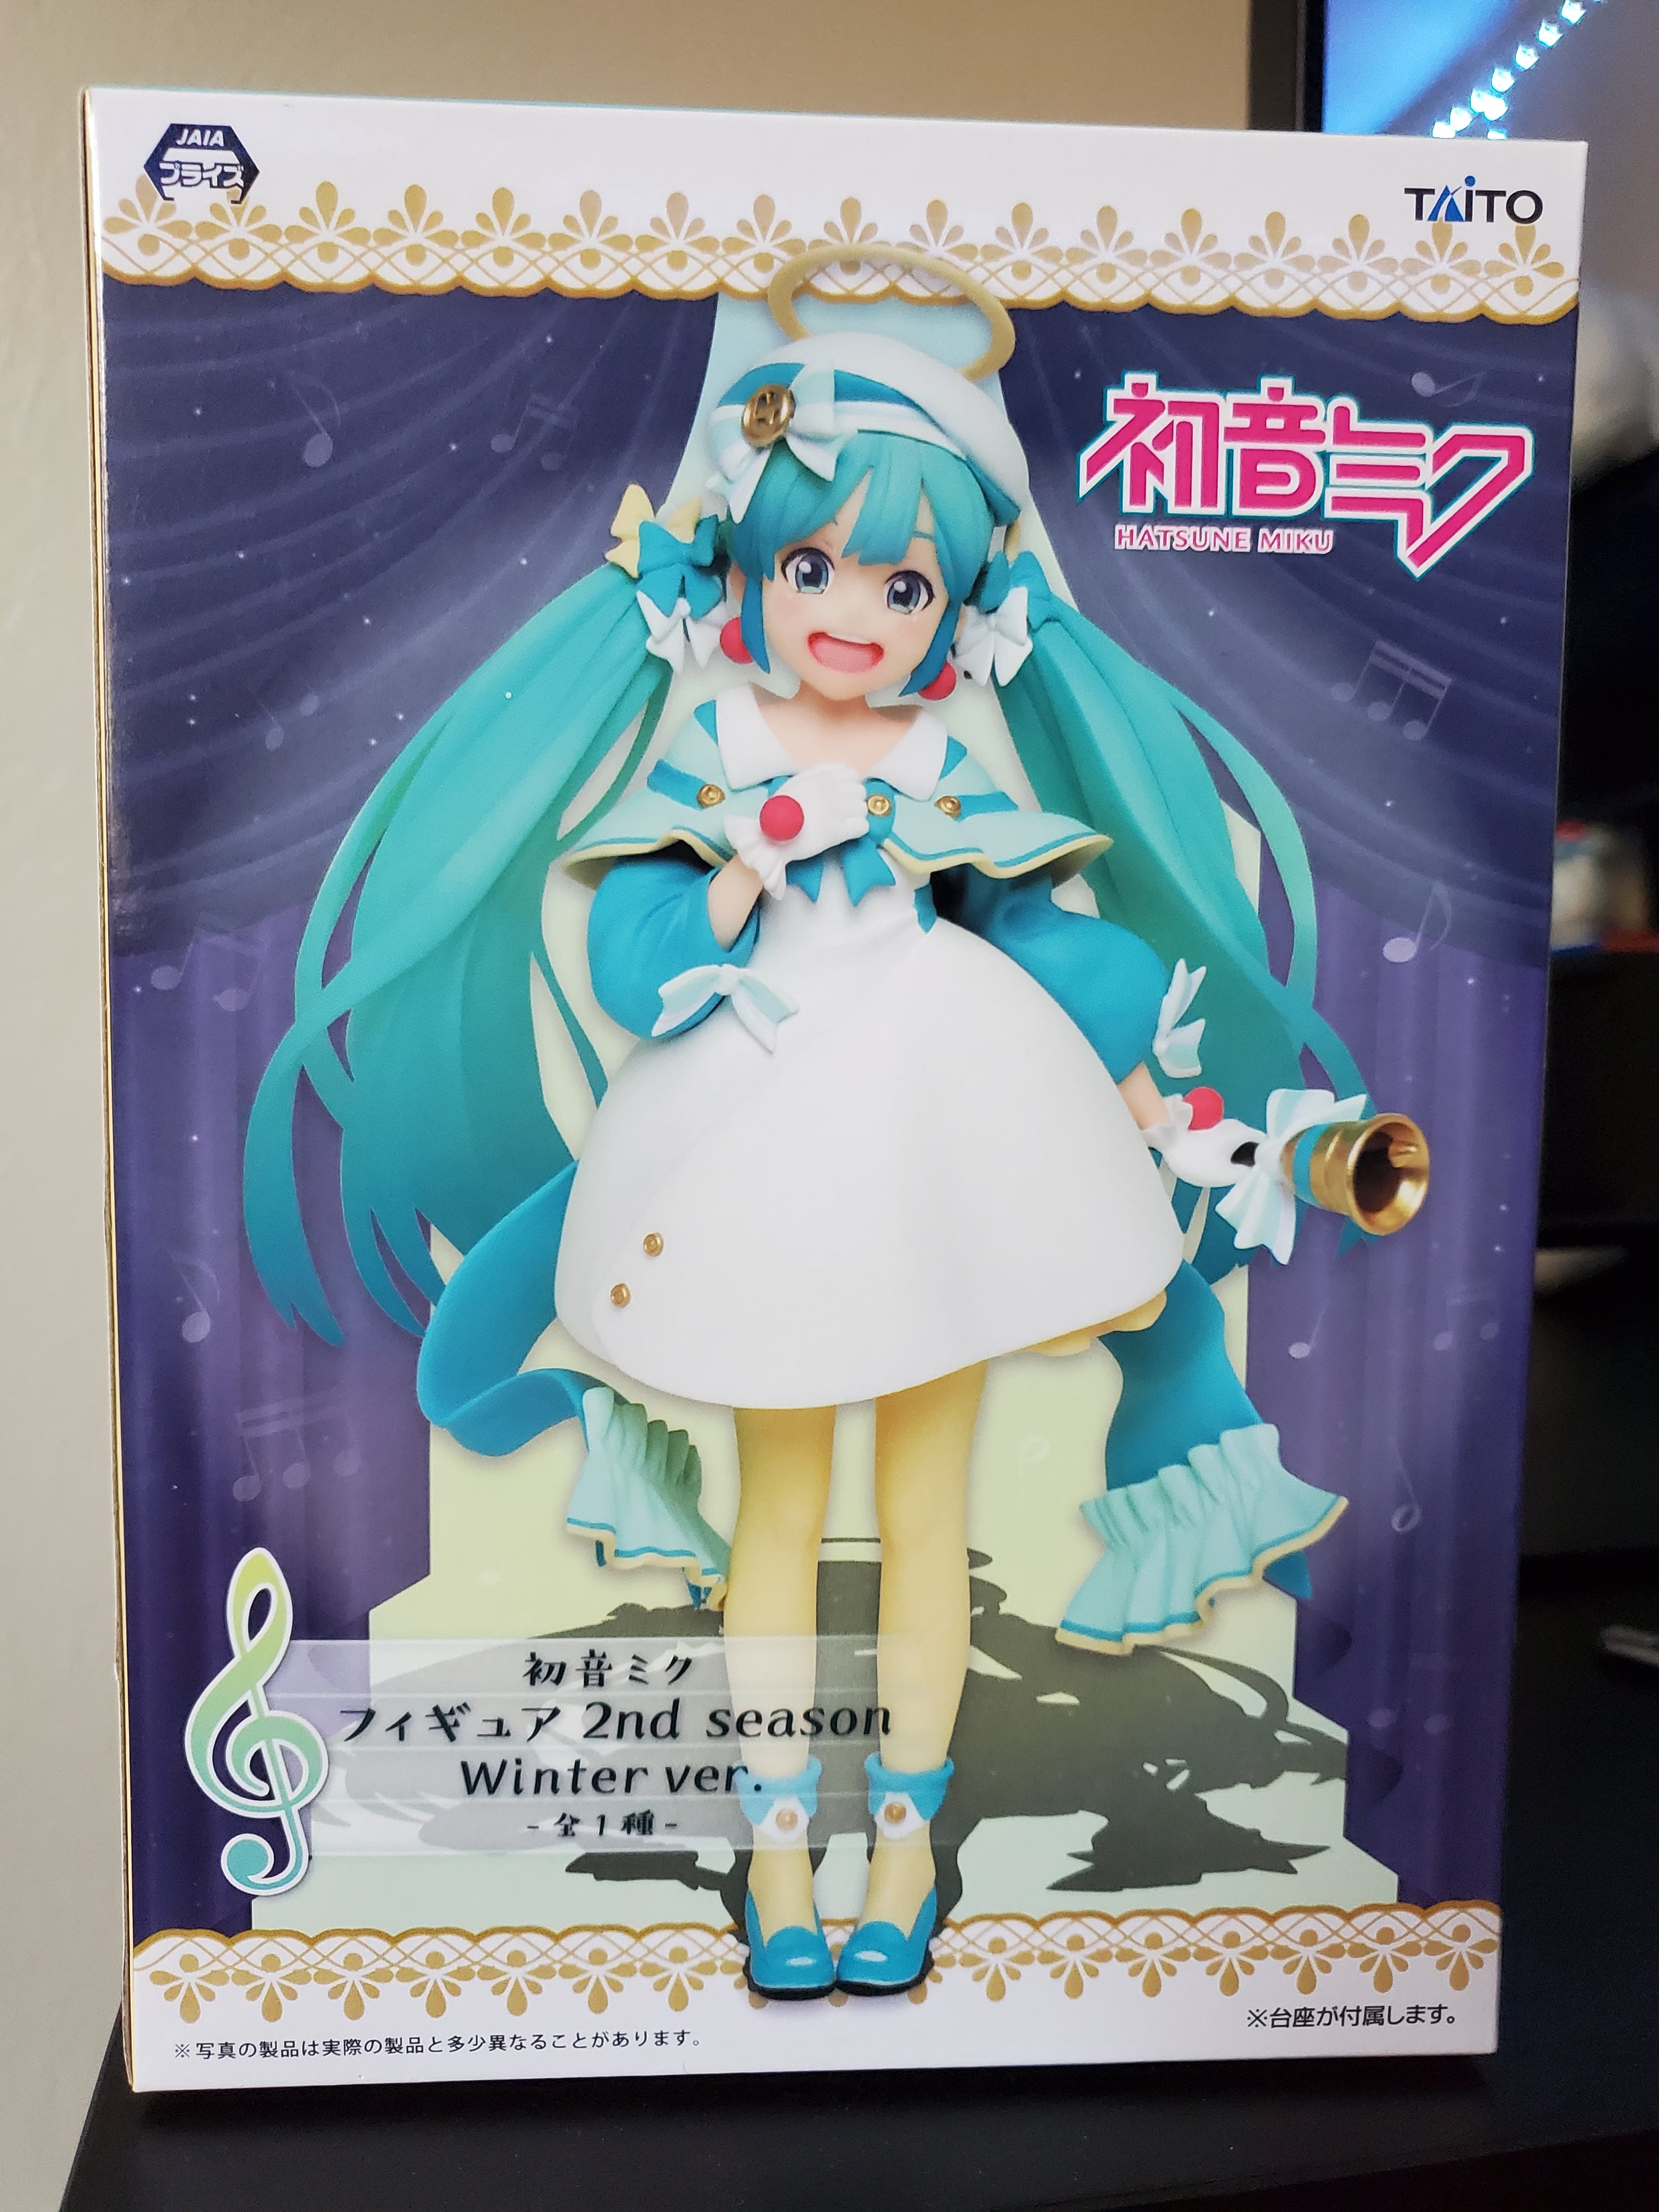 JAIA
プライズ
TAITO
初音ミク
HATSUNE MIKU
初音ミク
フィギュア 2nd season
Winter ver.
-全1種-
※台座が付属します。
※写真の製品は実際の製品と多少異なることがあります。